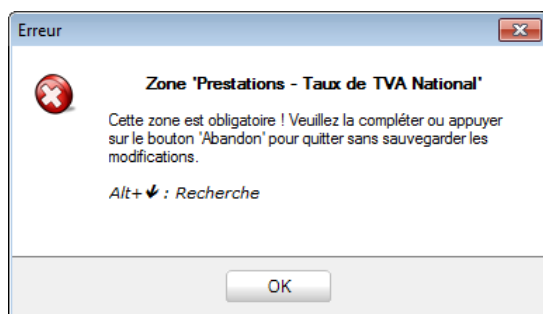 Erreur
Zone 'Prestations - Taux de TVA National'
Cette zone est obligatoire ! Veuillez la compléter ou appuyer
sur le bouton 'Abandon' pour quitter sans sauvegarder les
modifications.
Alt+🡇 : Recherche
OK